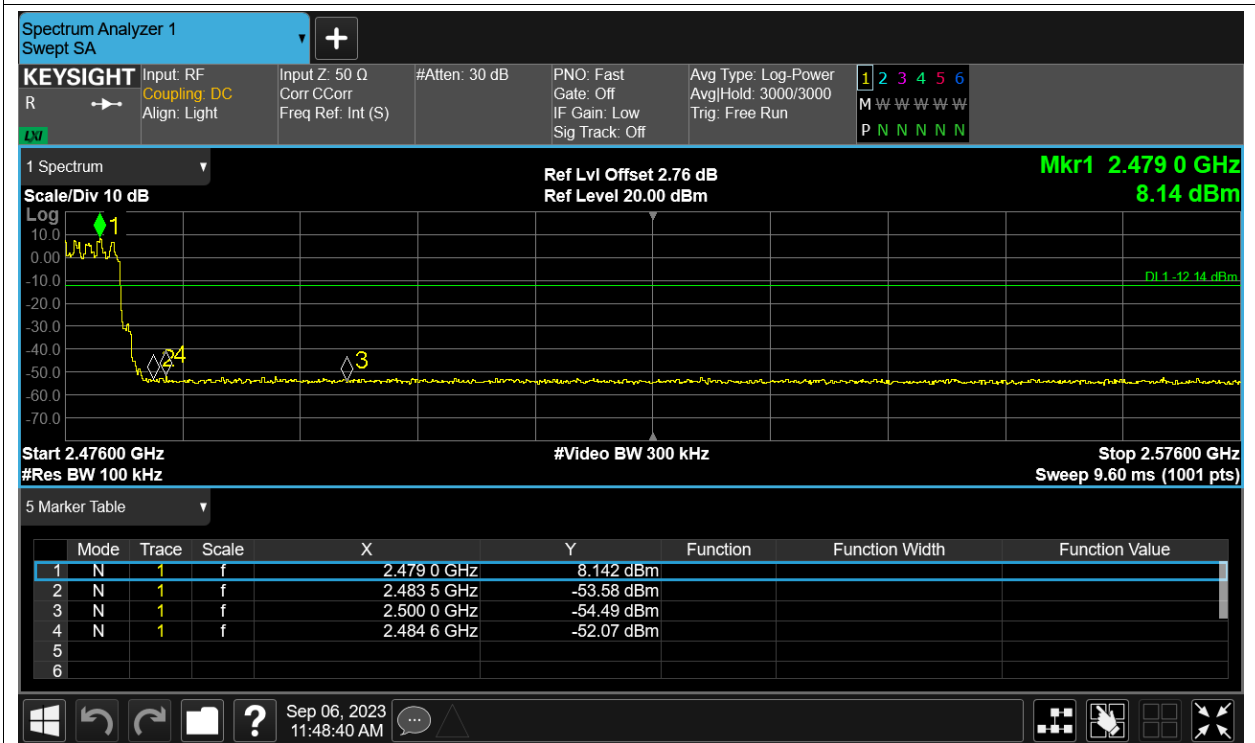 Spectrum Analyzer 1
Swept SA
+
KEYSIGHT
R
LXI
Input: RF
Coupling: DC
Align: Light
Input Z: 50 Ω
Corr CCorr
Freq Ref: Int (S)
#Atten: 30 dB
PNO: Fast
Gate: Off
IF Gain: Low
Sig Track: Off
Avg Type: Log-Power
Avg|Hold: 3000/3000
Trig: Free Run
1 2 3 4 5 6
M W W W W W
P N N N N N
1 Spectrum
Scale/Div 10 dB
Ref Lvl Offset 2.76 dB
Ref Level 20.00 dBm
Mkr1 2.479 0 GHz
8.14 dBm
Log
10.0
0.00
-10.0
-20.0
-30.0
-40.0
-50.0
-60.0
-70.0
1
DL1 -12.14 dBm
2 4
3
Start 2.47600 GHz
#Res BW 100 kHz
#Video BW 300 kHz
Stop 2.57600 GHz
Sweep 9.60 ms (1001 pts)
5 Marker Table
Mode Trace Scale X Y Function Function Width Function Value
1 N 1 f 2.479 0 GHz 8.142 dBm
2 N 1 f 2.483 5 GHz -53.58 dBm
3 N 1 f 2.500 0 GHz -54.49 dBm
4 N 1 f 2.484 6 GHz -52.07 dBm
5
6
?
Sep 06, 2023
11:48:40 AM